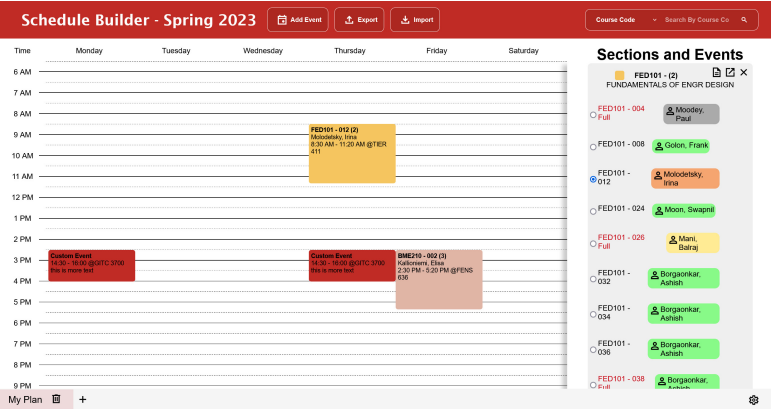 Schedule Builder - Spring 2023
Add Event
Export
Import
Course Code
Search By Course Co
Time Monday Tuesday Wednesday Thursday Friday Saturday
6 AM
7 AM
8 AM
9 AM
10 AM
11 AM
12 PM
1 PM
2 PM
3 PM
4 PM
5 PM
6 PM
7 PM
8 PM
9 PM
FED101 - 012 (2)
Molodetsky, Irina
8:30 AM - 11:20 AM @TIER
411
Custom Event
14:30 - 16:00 @GITC 3700
this is more text
Custom Event
14:30 - 16:00 @GITC 3700
this is more text
BME210 - 002 (3)
Kallioniemi, Elisa
2:30 PM - 5:20 PM @FENS
636
Sections and Events
FED101 - (2)
FUNDAMENTALS OF ENGR DESIGN
FED101 - 004
Full
Moodey,
Paul
FED101 - 008
Golon, Frank
FED101 -
012
Molodetsky,
Irina
FED101 - 024
Moon, Swapnil
FED101 - 026
Full
Mani,
Balraj
FED101 -
032
Borgaonkar,
Ashish
FED101 -
034
Borgaonkar,
Ashish
FED101 -
036
Borgaonkar,
Ashish
FED101 - 038
Full
Borgaonkar,
Ashish
My Plan
+